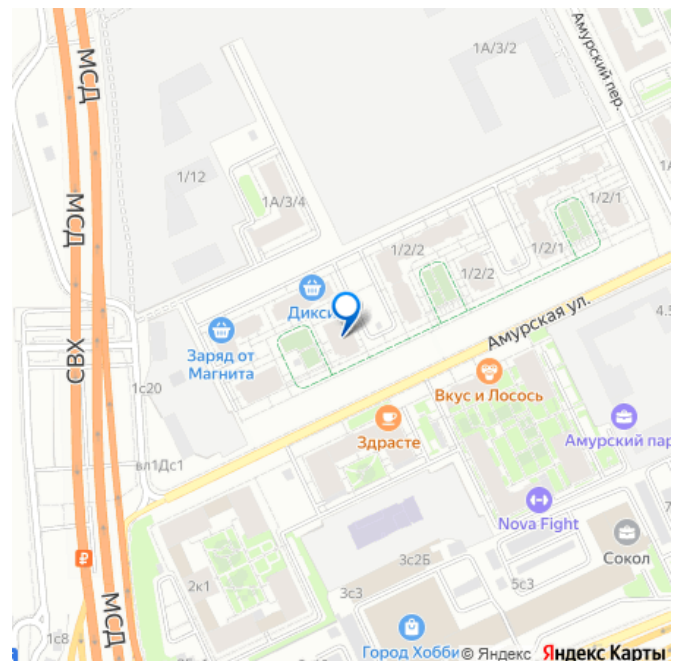 МСД
1А/3/2
Амурский пер.
1/12
1А/3/4
1/2/1
МСД
1/2/2
1/2/1
1/2/2
Дикси
Амурская ул.
4.5
Заряд от
Магнита
СВХ
1с20
Вкус и Лосось
Здрасте
Амурский пар
вл1Дс1
Nova Fight
3с2Б
Сокол
2к1
5с3
3с3
МСД
1с8
Город Хобби
© Яндекс
Яндекс Карты